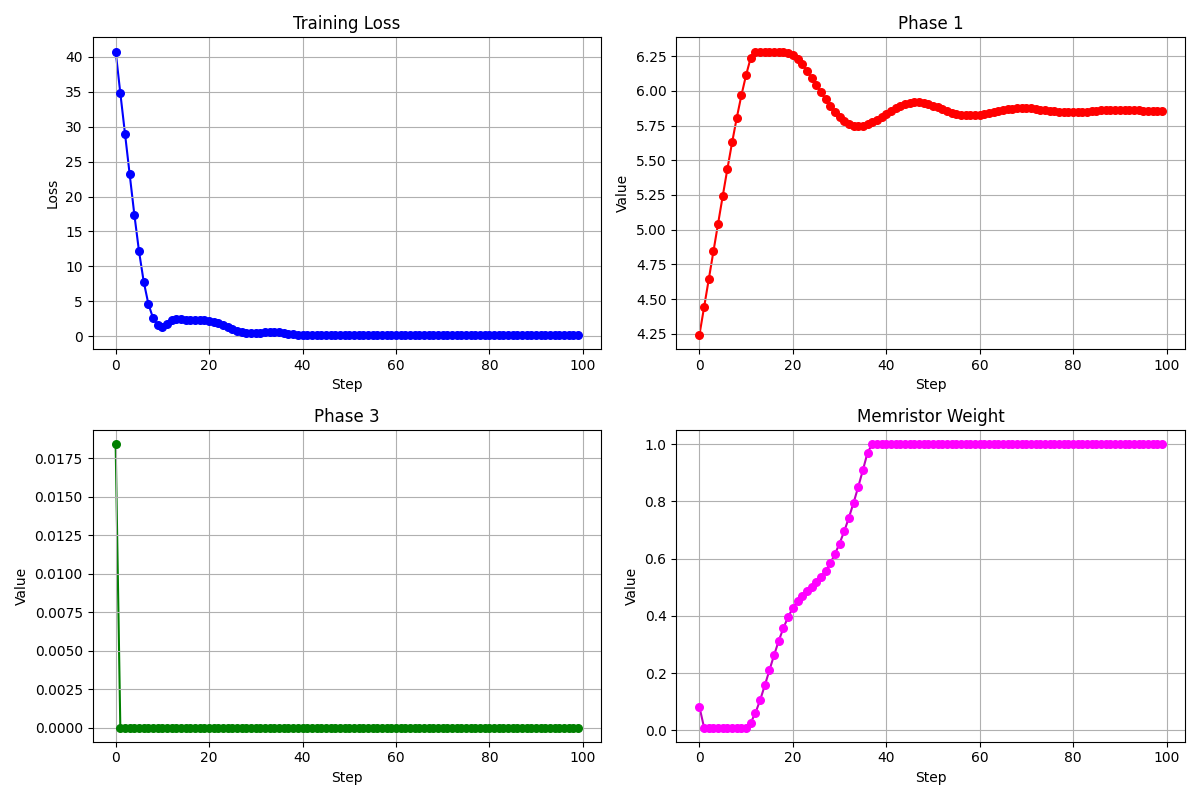 Training Loss
Loss
40
35
30
25
20
15
10
5
0
0 20 40 60 80 100
Step
Phase 1
Value
6.25
6.00
5.75
5.50
5.25
5.00
4.75
4.50
4.25
0 20 40 60 80 100
Step
Phase 3
Value
0.0175
0.0150
0.0125
0.0100
0.0075
0.0050
0.0025
0.0000
0 20 40 60 80 100
Step
Memristor Weight
Value
1.0
0.8
0.6
0.4
0.2
0.0
0 20 40 60 80 100
Step